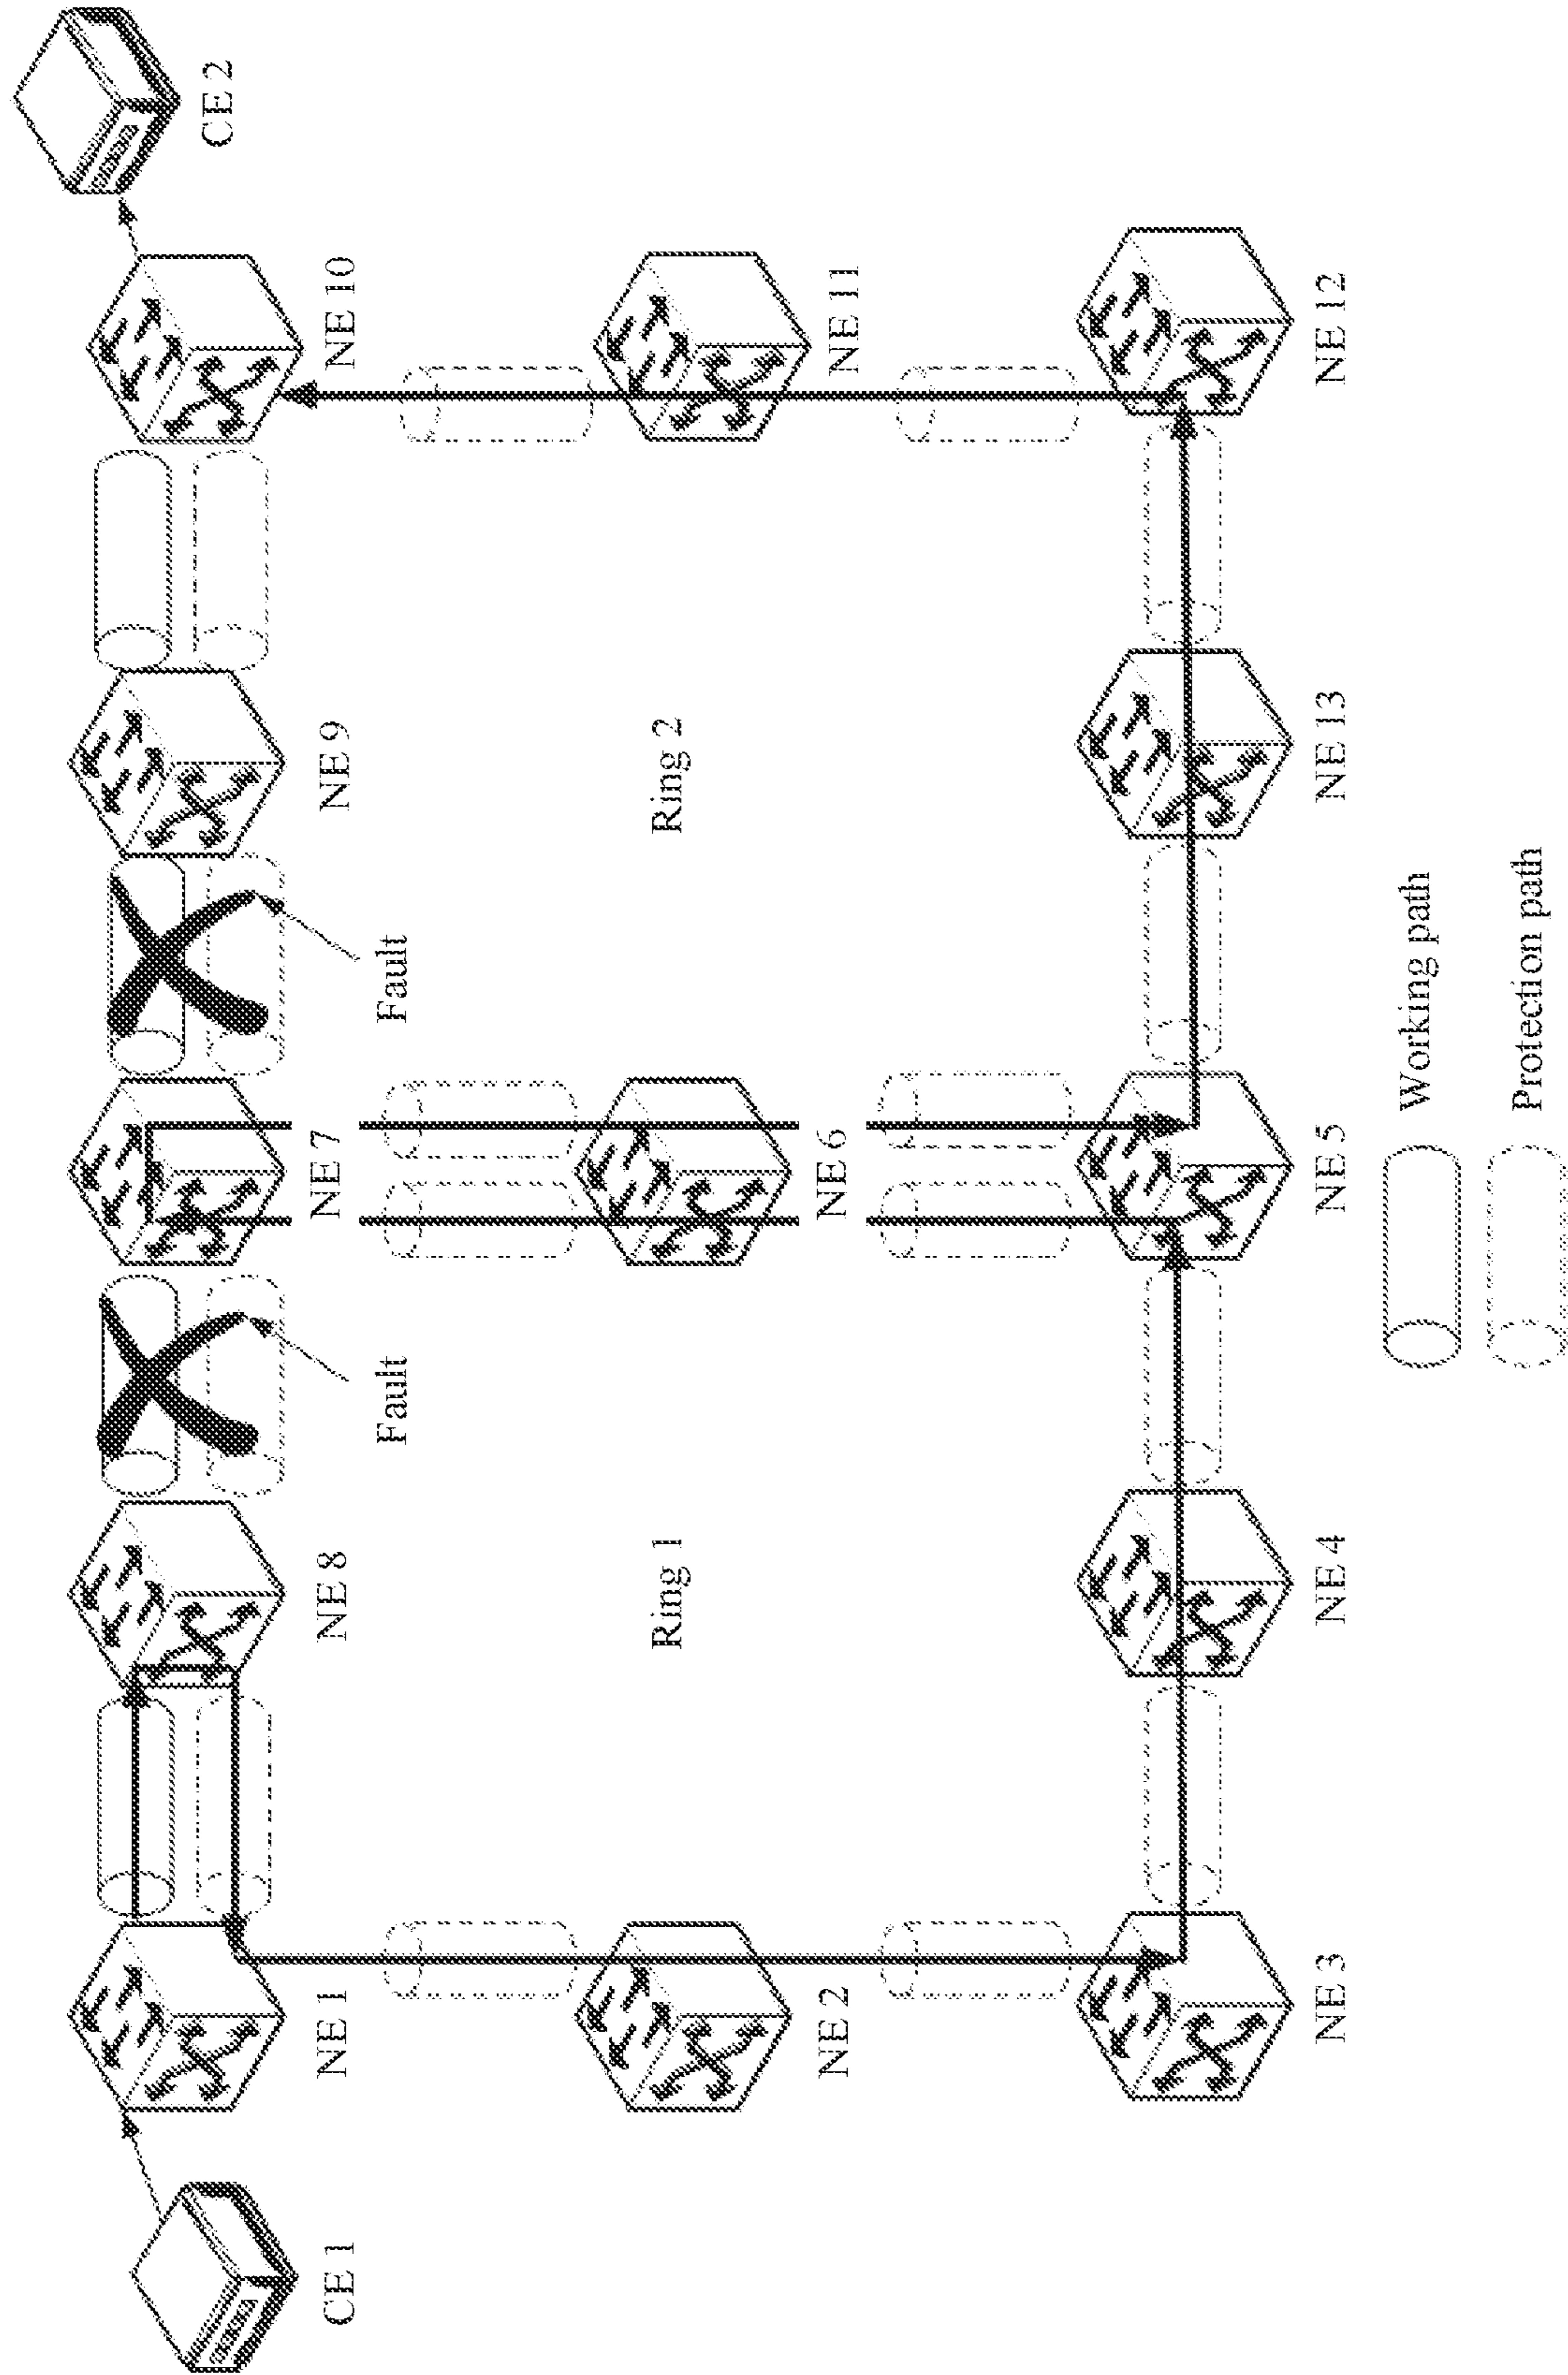 CE 1
NE 1
NE 8
Fault
NE 7
Fault
NE 9
NE 10
CE 2
NE 2
Ring 1
NE 6
Ring 2
NE 11
NE 3
NE 4
NE 5
NE 13
NE 12
Working path
Protection path